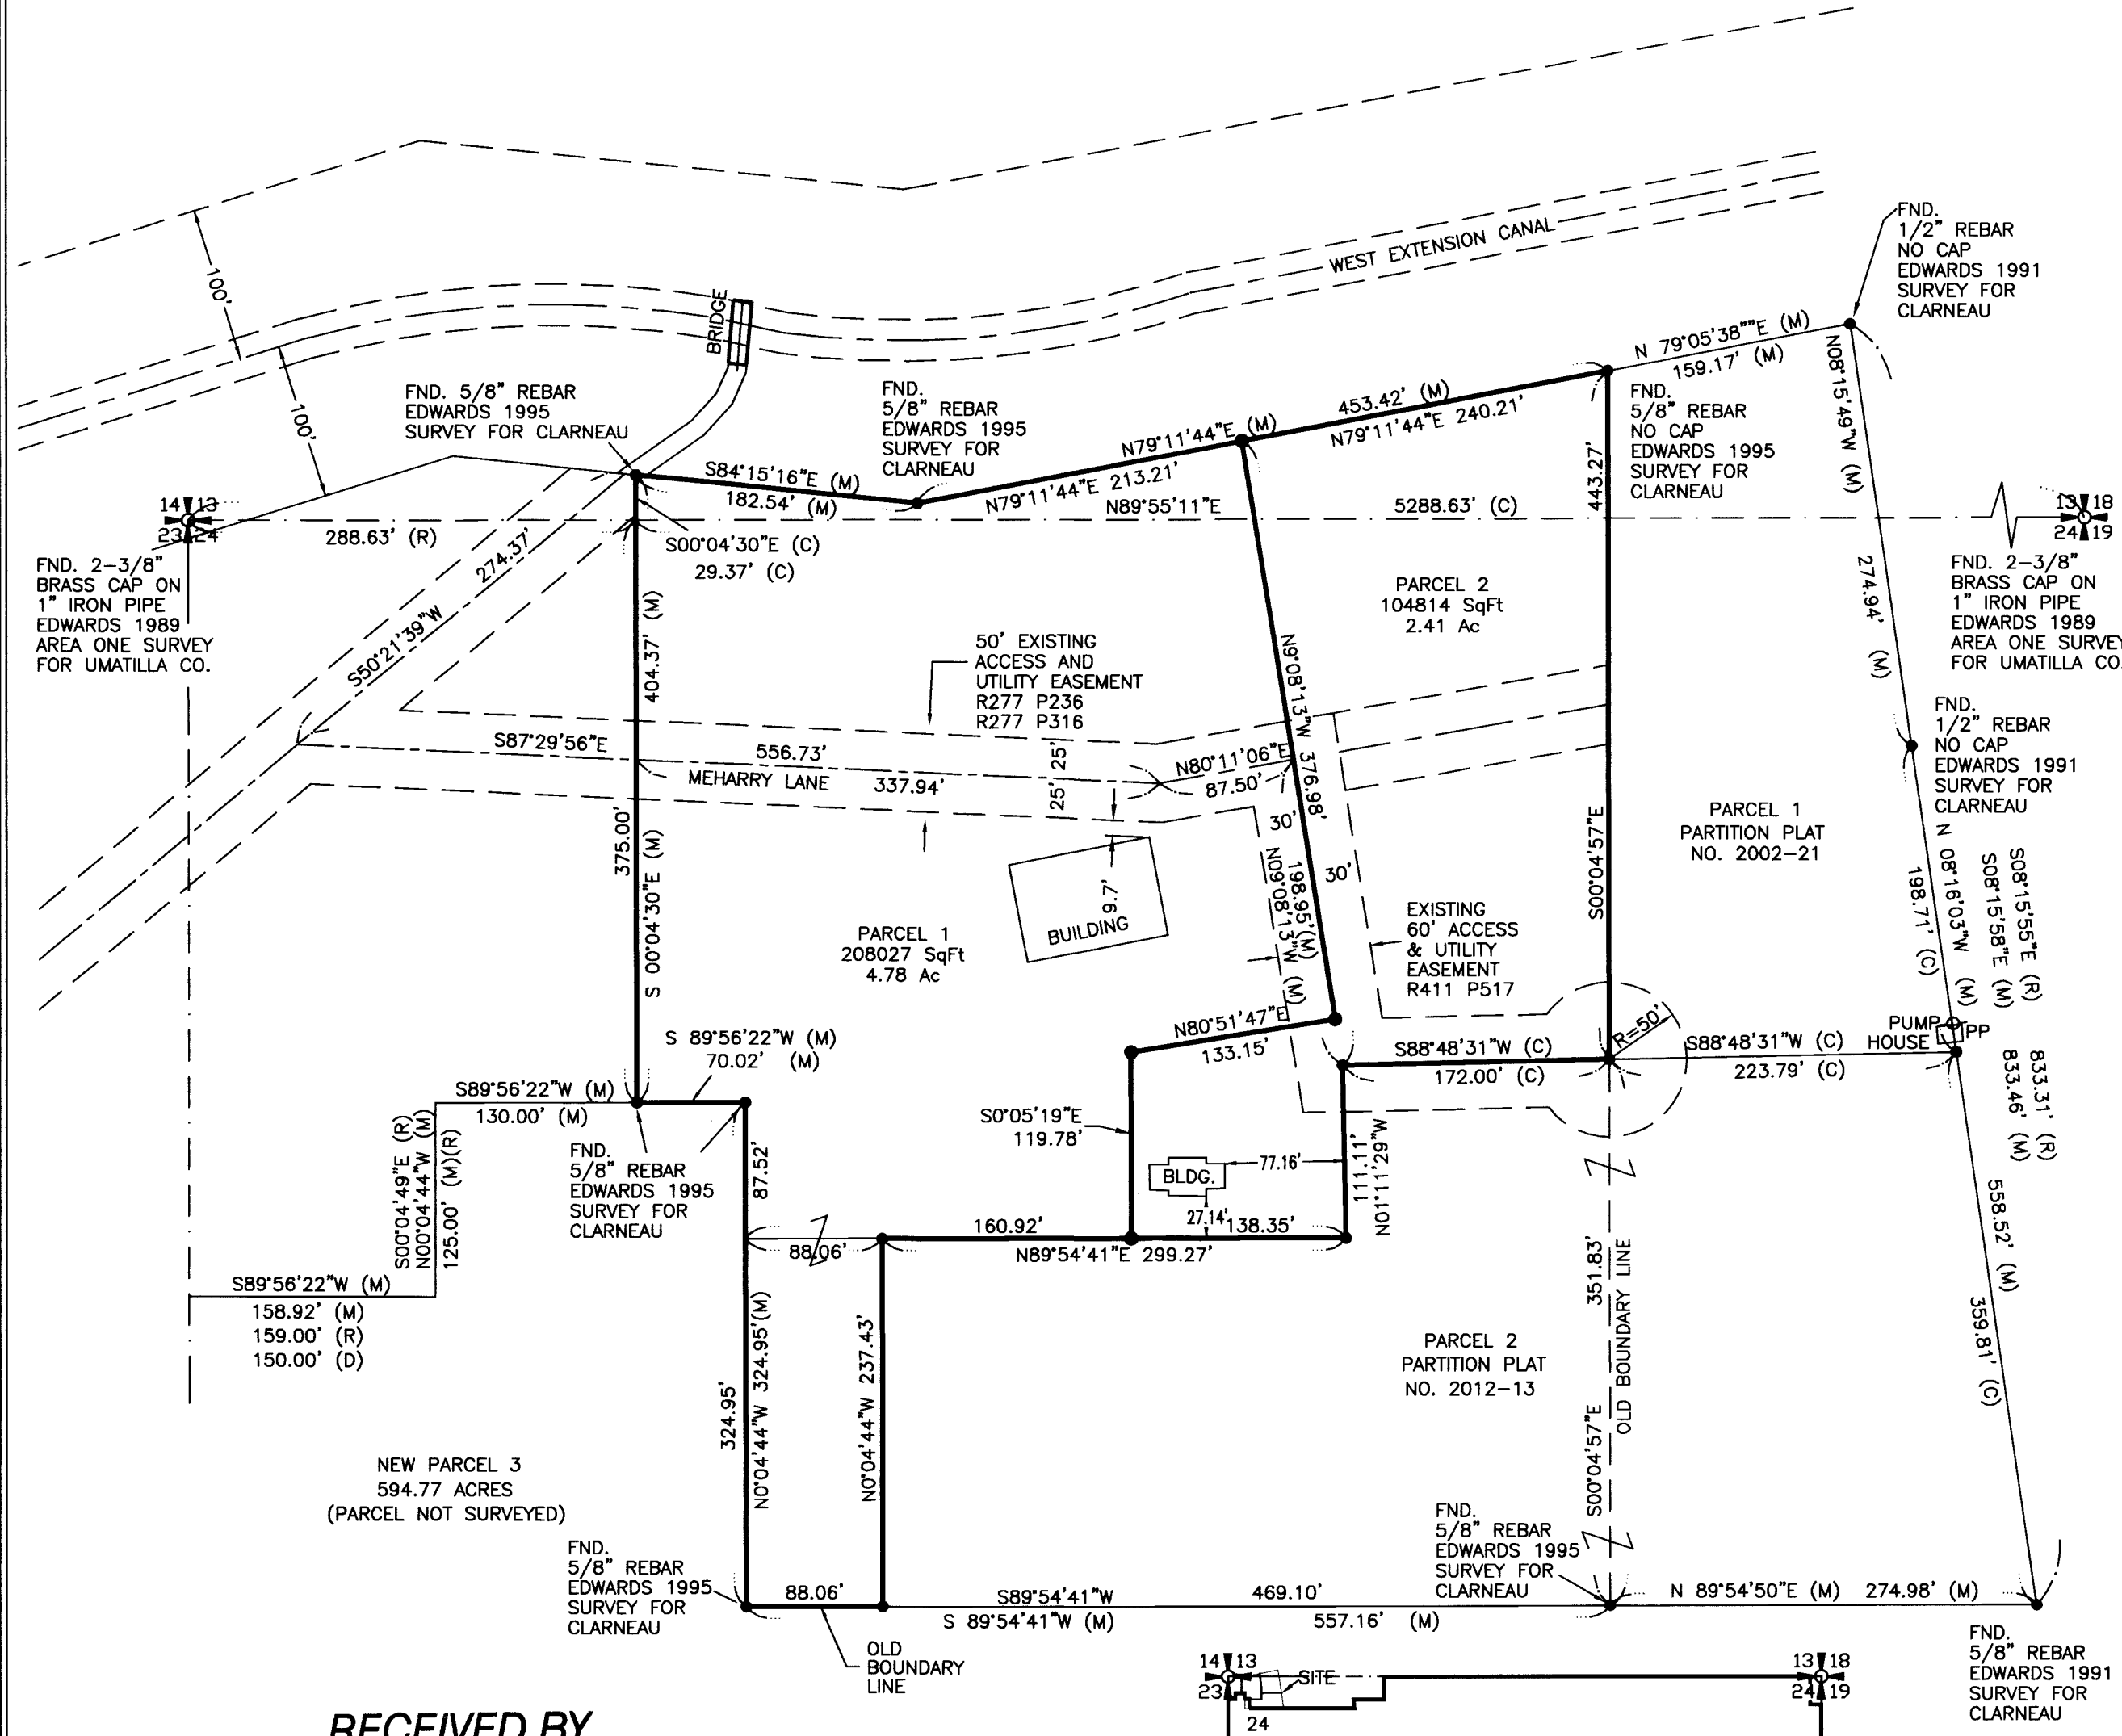 100'
100'
WEST EXTENSION CANAL
BRIDGE
FND.
1/2" REBAR
NO CAP
EDWARDS 1991
SURVEY FOR
CLARNEAU
N 79°05'38""E (M)
159.17' (M)
FND. 5/8" REBAR
EDWARDS 1995
SURVEY FOR CLARNEAU
FND.
5/8" REBAR
EDWARDS 1995
SURVEY FOR
CLARNEAU
453.42' (M)
N79°11'44"E (M)
N79°11'44"E 240.21'
N79°11'44"E 213.21'
FND.
5/8" REBAR
NO CAP
EDWARDS 1995
SURVEY FOR
CLARNEAU
N08°15'49"W (M)
274.94' (M)
S84°15'16"E (M)
182.54' (M)
N89°55'11"E
5288.63' (C)
443.27'
14 13
23 24
288.63' (R)
13 18
24 19
FND. 2-3/8"
BRASS CAP ON
1" IRON PIPE
EDWARDS 1989
AREA ONE SURVEY
FOR UMATILLA CO.
274.37'
S50°21'39"W
S00°04'30"E (C)
29.37' (C)
404.37' (M)
PARCEL 2
104814 SqFt
2.41 Ac
FND. 2-3/8"
BRASS CAP ON
1" IRON PIPE
EDWARDS 1989
AREA ONE SURVEY
FOR UMATILLA CO.
50' EXISTING
ACCESS AND
UTILITY EASEMENT
R277 P236
R277 P316
N9°08'13"W 376.98'
S87°29'56"E
556.73'
25'
25'
MEHARRY LANE
337.94'
N80°11'06"E
87.50'
FND.
1/2" REBAR
NO CAP
EDWARDS 1991
SURVEY FOR
CLARNEAU
375.00'
S 00°04'30"E (M)
30'
30'
198.95'(M)
N09°08'13"W (M)
S00°04'57"E
PARCEL 1
PARTITION PLAT
NO. 2002-21
9.7'
BUILDING
PARCEL 1
208027 SqFt
4.78 Ac
EXISTING
60' ACCESS
& UTILITY
EASEMENT
R411 P517
198.71' (C)
N 08°16'03"W (M)
S08°15'58"E (M)
S08°15'55"E (R)
833.46' (M)
833.31' (R)
PUMP
HOUSE
PP
R=50'
S 89°56'22"W (M)
70.02' (M)
N80°51'47"E
133.15'
S88°48'31"W (C)
172.00' (C)
S88°48'31"W (C)
223.79' (C)
S89°56'22"W (M)
130.00' (M)
S00°04'49"E (R)
N00°04'44"W (M)
125.00' (M)(R)
FND.
5/8" REBAR
EDWARDS 1995
SURVEY FOR
CLARNEAU
87.52'
S0°05'19"E
119.78'
BLDG.
77.16'
27.14'
111.11'
N01°11'29"W
88.06'
160.92'
138.35'
N89°54'41"E 299.27'
351.83'
OLD BOUNDARY LINE
S00°04'57"E
558.52' (M)
359.81' (C)
S89°56'22"W (M)
158.92' (M)
159.00' (R)
150.00' (D)
324.95'
N0°04'44"W 324.95'(M)
N0°04'44"W 237.43'
PARCEL 2
PARTITION PLAT
NO. 2012-13
NEW PARCEL 3
594.77 ACRES
(PARCEL NOT SURVEYED)
FND.
5/8" REBAR
EDWARDS 1995
SURVEY FOR
CLARNEAU
88.06'
OLD
BOUNDARY
LINE
S89°54'41"W
469.10'
S 89°54'41"W (M)
557.16' (M)
FND.
5/8" REBAR
EDWARDS 1995
SURVEY FOR
CLARNEAU
N 89°54'50"E (M) 274.98' (M)
FND.
5/8" REBAR
EDWARDS 1991
SURVEY FOR
CLARNEAU
14 13
23
24
SITE
13 18
24 19
RECEIVED BY